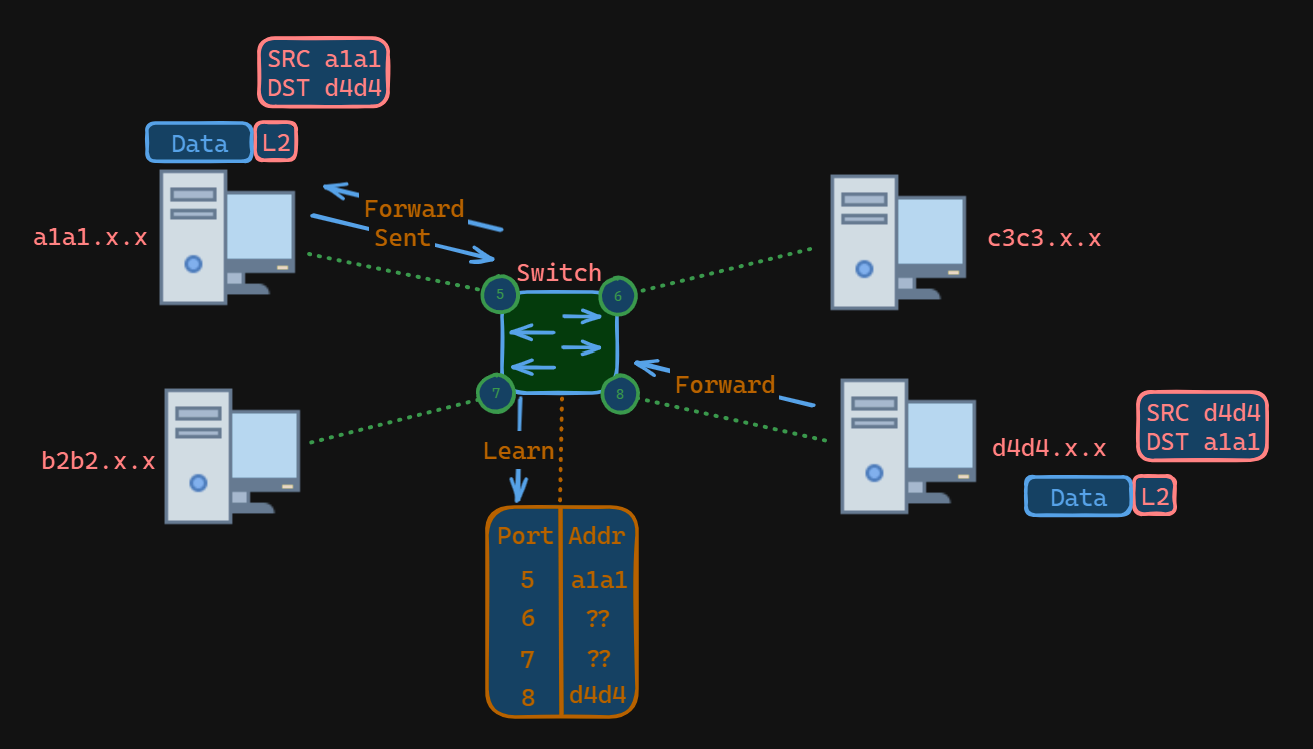 SRC a1a1
DST d4d4
Data
L2
a1a1.x.x
Forward
Sent
Switch
c3c3.x.x
5
6
7
8
Forward
b2b2.x.x
Learn
SRC d4d4
DST a1a1
d4d4.x.x
Data
L2
Port Addr
5 a1a1
6 ??
7 ??
8 d4d4